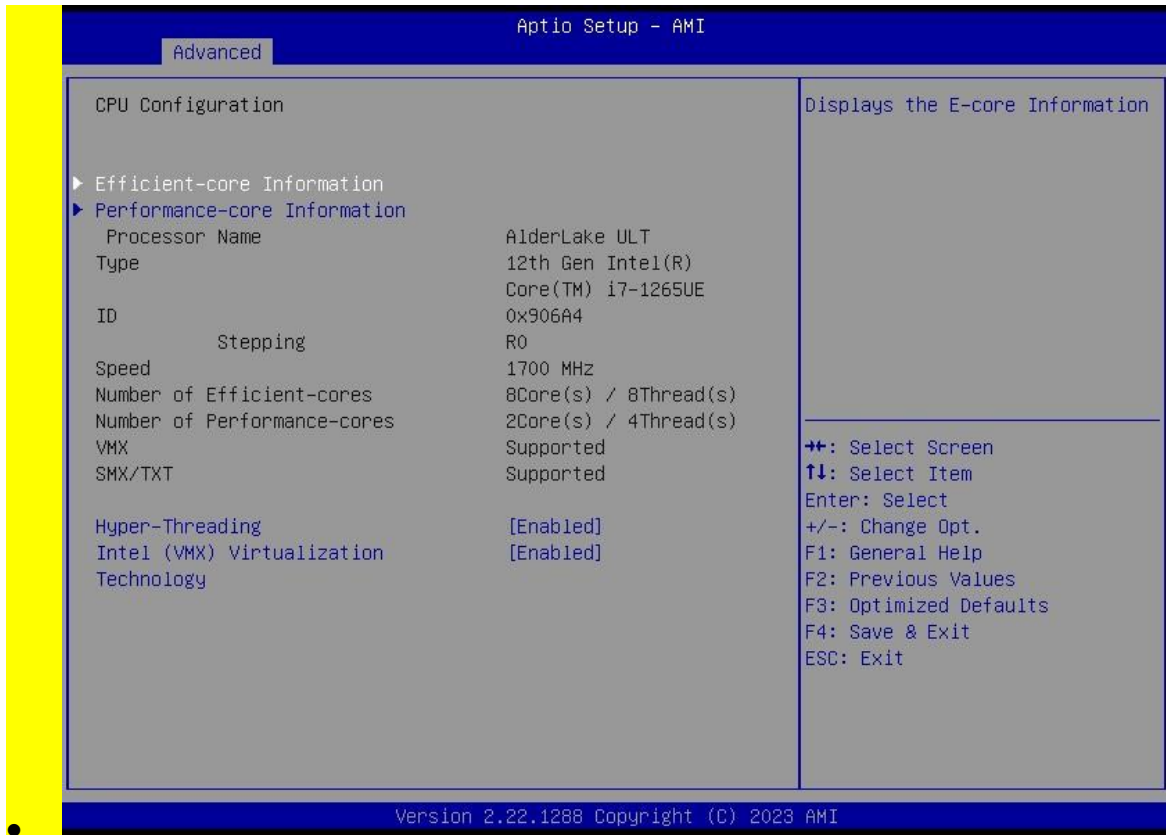 Aptio Setup - AMI
Advanced
CPU Configuration
Efficient-core Information
Performance-core Information
Processor Name AlderLake ULT
Type 12th Gen Intel(R)
Core(TM) i7-1265UE
ID 0x906A4
Stepping R0
Speed 1700 MHz
Number of Efficient-cores 8Core(s) / 8Thread(s)
Number of Performance-cores 2Core(s) / 4Thread(s)
VMX Supported
SMX/TXT Supported
Hyper-Threading [Enabled]
Intel (VMX) Virtualization [Enabled]
Technology
Displays the E-core Information
→←: Select Screen
↑↓: Select Item
Enter: Select
+/-: Change Opt.
F1: General Help
F2: Previous Values
F3: Optimized Defaults
F4: Save & Exit
ESC: Exit
Version 2.22.1288 Copyright (C) 2023 AMI